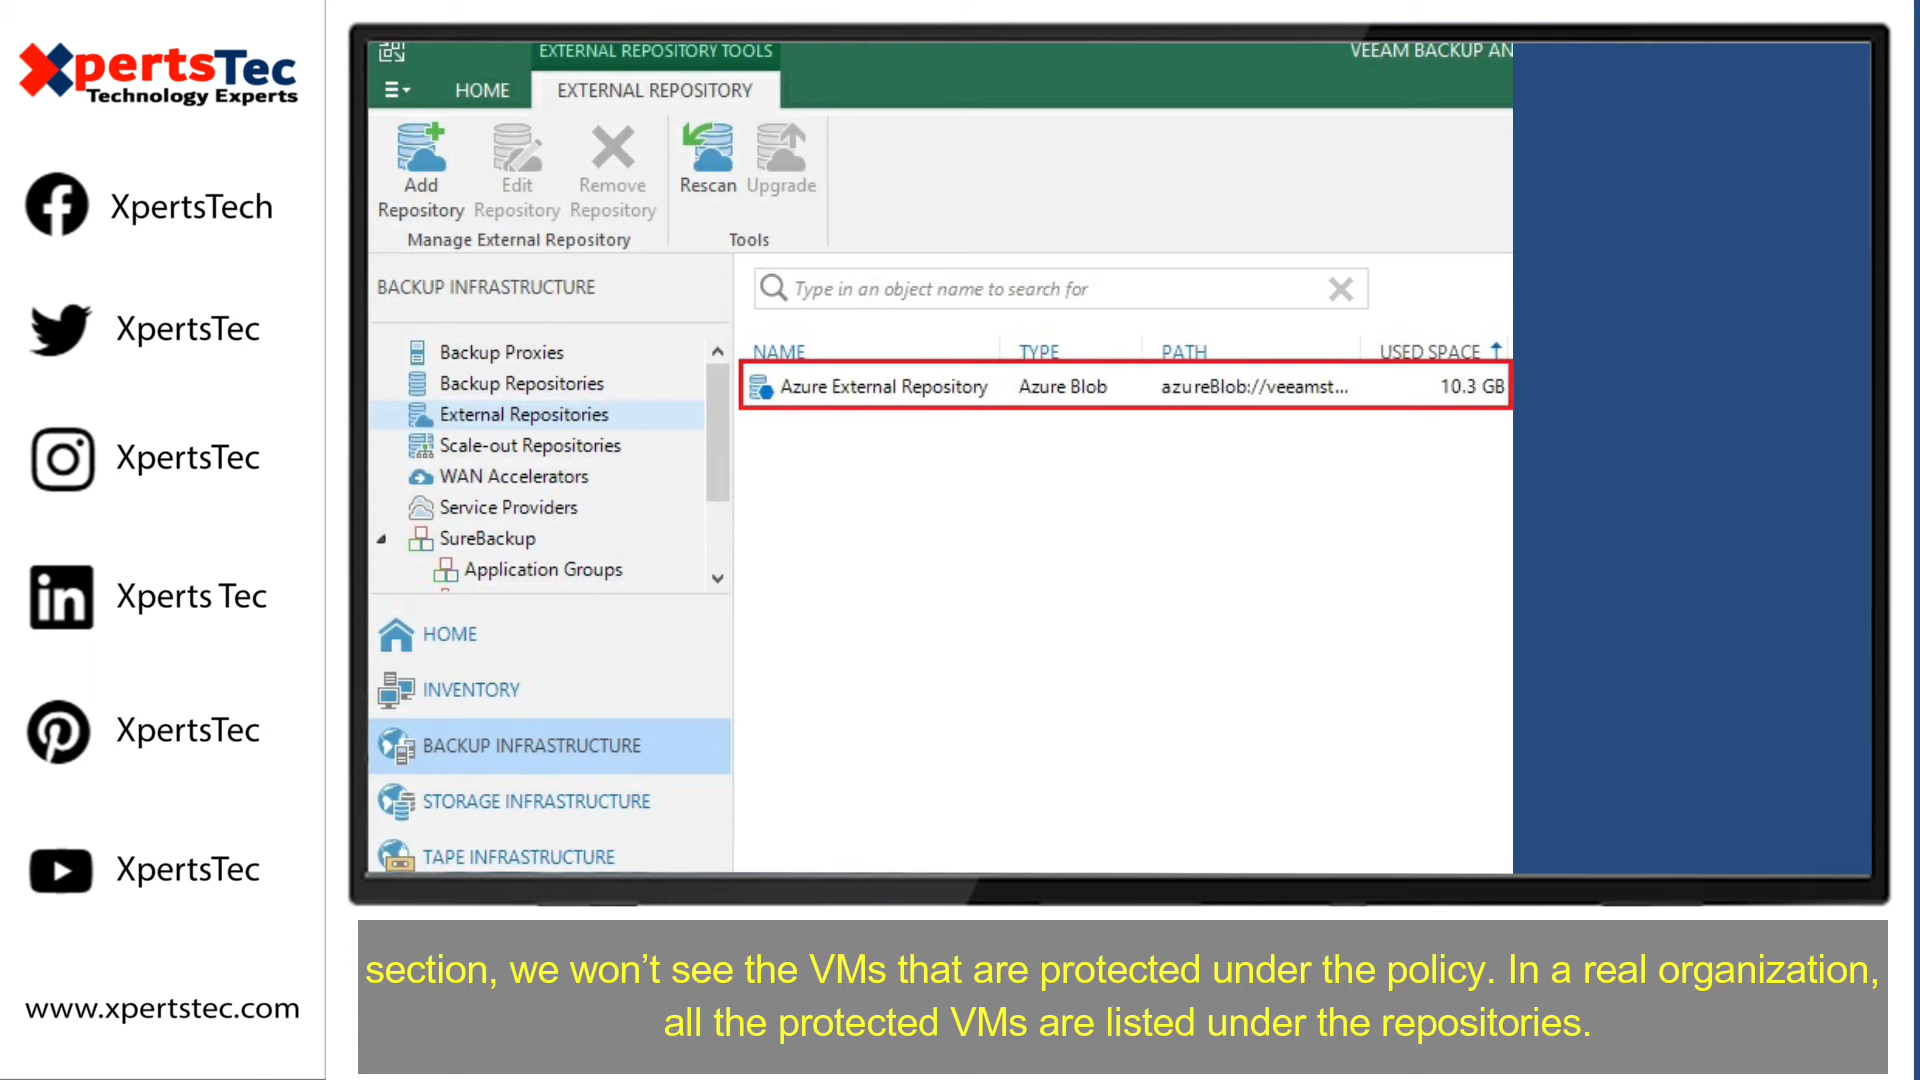 XpertsTec
Technology Experts
XpertsTech
XpertsTec
XpertsTec
Xperts Tec
XpertsTec
XpertsTec
www.xpertstec.com
EXTERNAL REPOSITORY TOOLS
VEEAM BACKUP AN
HOME
EXTERNAL REPOSITORY
Add Repository
Edit Repository
Remove Repository
Rescan
Upgrade
Manage External Repository
Tools
BACKUP INFRASTRUCTURE
Type in an object name to search for
Backup Proxies
Backup Repositories
External Repositories
Scale-out Repositories
WAN Accelerators
Service Providers
SureBackup
Application Groups
NAME TYPE PATH USED SPACE
Azure External Repository Azure Blob azureBlob://veeamst... 10.3 GB
HOME
INVENTORY
BACKUP INFRASTRUCTURE
STORAGE INFRASTRUCTURE
TAPE INFRASTRUCTURE
section, we won’t see the VMs that are protected under the policy. In a real organization,
all the protected VMs are listed under the repositories.